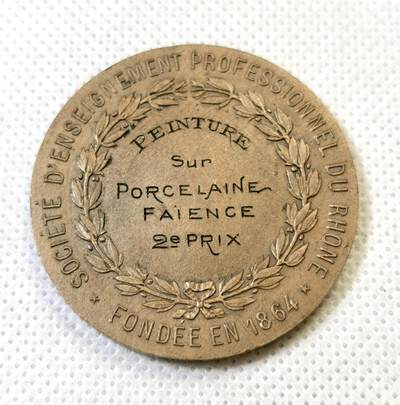 SOCIÉTÉ D'ENSEIGNEMENT PROFESSIONNEL DU RHÔNE
* FONDÉE EN 1864 *
PEINTURE
Sur
PORCELAINE
FAÏENCE
2e PRIX